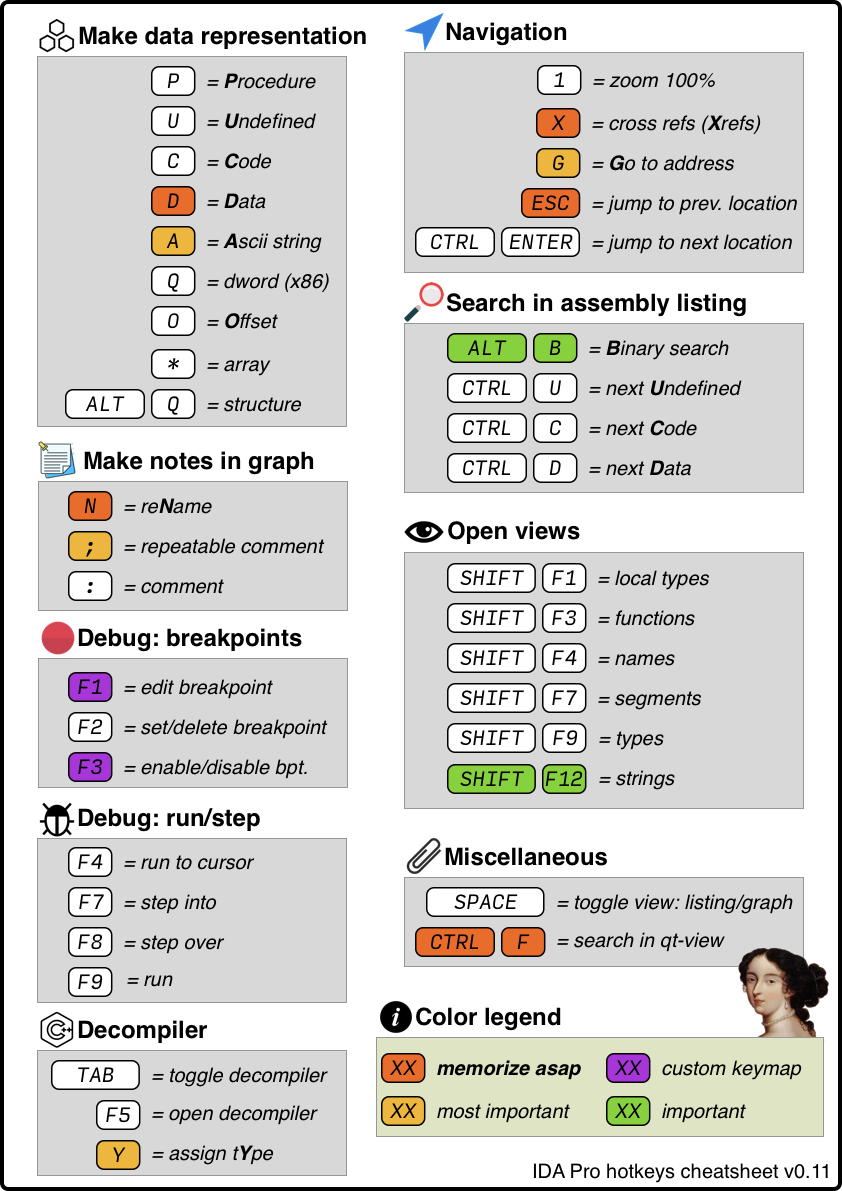 Make data representation
P = Procedure
U = Undefined
C = Code
D = Data
A = Ascii string
Q = dword (x86)
O = Offset
* = array
ALT Q = structure
Make notes in graph
N = reName
; = repeatable comment
: = comment
Debug: breakpoints
F1 = edit breakpoint
F2 = set/delete breakpoint
F3 = enable/disable bpt.
Debug: run/step
F4 = run to cursor
F7 = step into
F8 = step over
F9 = run
C++ Decompiler
TAB = toggle decompiler
F5 = open decompiler
Y = assign tYpe
Navigation
1 = zoom 100%
X = cross refs (Xrefs)
G = Go to address
ESC = jump to prev. location
CTRL ENTER = jump to next location
Search in assembly listing
ALT B = Binary search
CTRL U = next Undefined
CTRL C = next Code
CTRL D = next Data
Open views
SHIFT F1 = local types
SHIFT F3 = functions
SHIFT F4 = names
SHIFT F7 = segments
SHIFT F9 = types
SHIFT F12 = strings
Miscellaneous
SPACE = toggle view: listing/graph
CTRL F = search in qt-view
i Color legend
XX memorize asap XX custom keymap
XX most important XX important
IDA Pro hotkeys cheatsheet v0.11